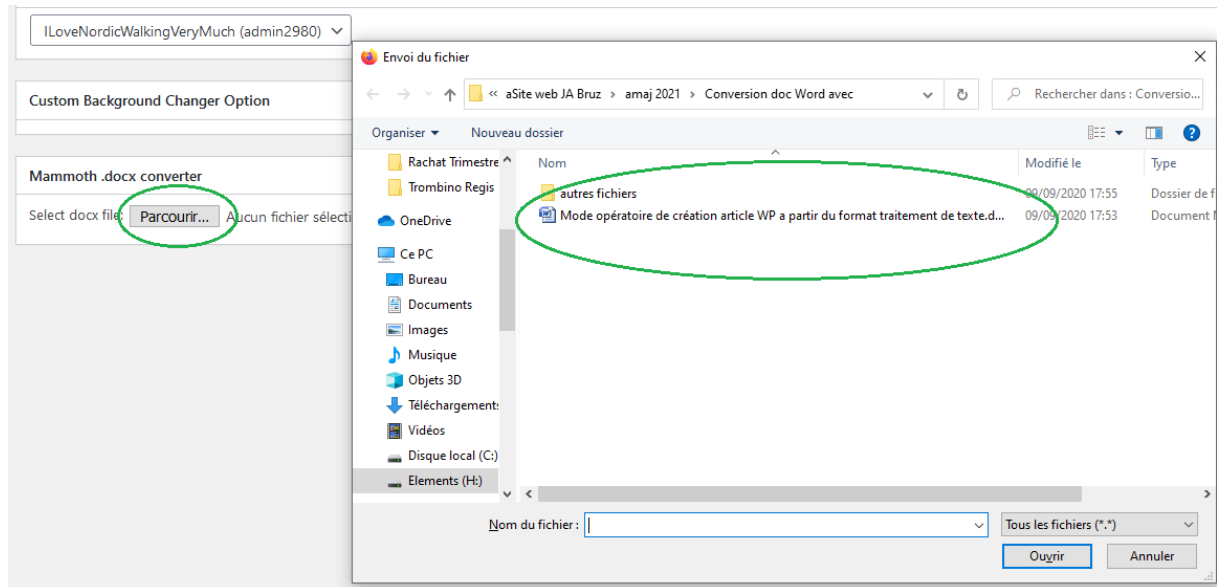 ILoveNordicWalkingVeryMuch (admin2980)
Custom Background Changer Option
Mammoth .docx converter
Select docx file: Parcourir... Aucun fichier sélecti
Envoi du fichier
« aSite web JA Bruz › amaj 2021 › Conversion doc Word avec
Rechercher dans : Conversio...
Organiser Nouveau dossier
Rachat Trimestre
Trombino Regis
OneDrive
Ce PC
Bureau
Documents
Images
Musique
Objets 3D
Téléchargements
Vidéos
Disque local (C:)
Elements (H:)
Nom Modifié le Type
autres fichiers 09/09/2020 17:55 Dossier de f
Mode opératoire de création article WP a partir du format traitement de texte.d... 09/09/2020 17:53 Document
Nom du fichier : Tous les fichiers (*.*)
Ouvrir Annuler